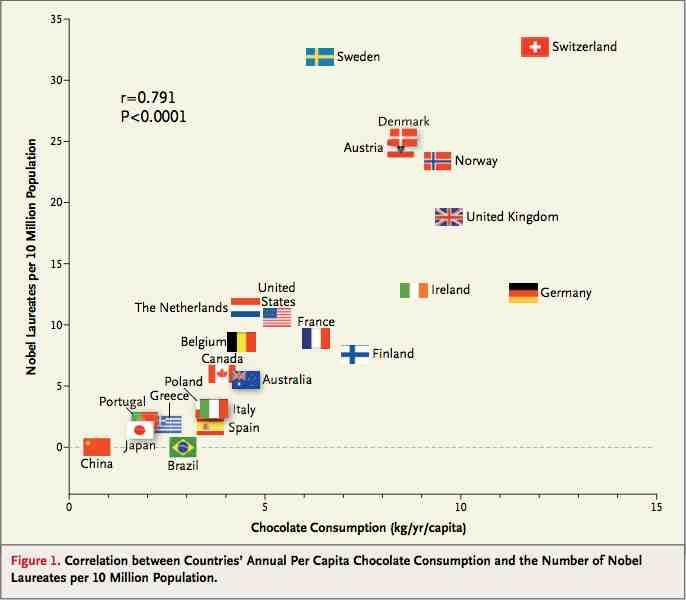 35
30
25
20
15
10
5
0
Nobel Laureates per 10 Million Population
r=0.791
P<0.0001
Sweden
Switzerland
Denmark
Austria
Norway
United Kingdom
Ireland
Germany
The Netherlands
United
States
France
Belgium
Finland
Canada
Australia
Poland
Portugal
Greece
Italy
Spain
Japan
China
Brazil
0
5
10
15
Chocolate Consumption (kg/yr/capita)
Figure 1. Correlation between Countries' Annual Per Capita Chocolate Consumption and the Number of Nobel
Laureates per 10 Million Population.